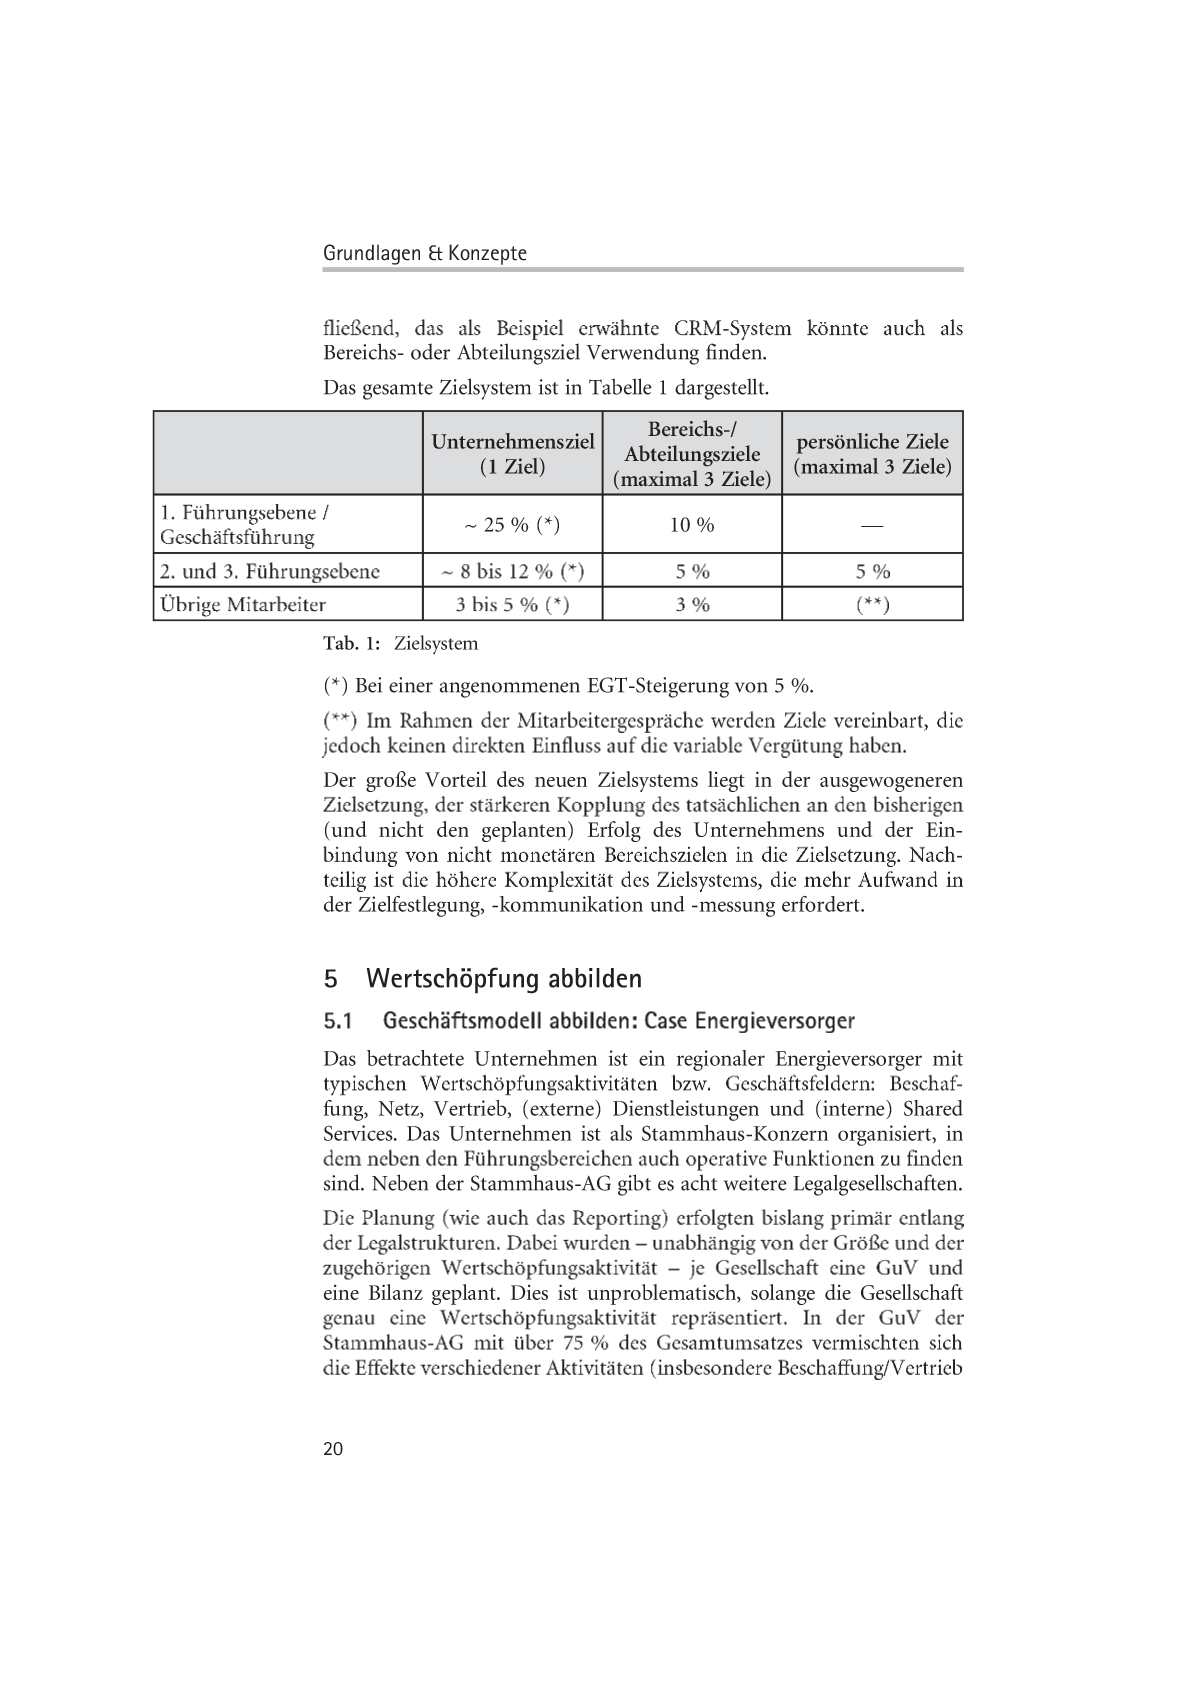 Grundlagen & Konzepte
fließend, das als Beispiel erwähnte CRM-System könnte auch als
Bereichs- oder Abteilungsziel Verwendung finden.
Das gesamte Zielsystem ist in Tabelle 1 dargestellt.
Unternehmensziel
(1 Ziel)
Bereichs-/
Abteilungsziele
(maximal 3 Ziele)
persönliche Ziele
(maximal 3 Ziele)
1. Führungsebene /
Geschäftsführung
~ 25 % (*)
10 %
—
2. und 3. Führungsebene
~ 8 bis 12 % (*)
5 %
5 %
Übrige Mitarbeiter
3 bis 5 % (*)
3 %
(**)
Tab. 1: Zielsystem
(*) Bei einer angenommenen EGT-Steigerung von 5 %.
(**) Im Rahmen der Mitarbeitergespräche werden Ziele vereinbart, die
jedoch keinen direkten Einfluss auf die variable Vergütung haben.
Der große Vorteil des neuen Zielsystems liegt in der ausgewogeneren
Zielsetzung, der stärkeren Kopplung des tatsächlichen an den bisherigen
(und nicht den geplanten) Erfolg des Unternehmens und der Ein-
bindung von nicht monetären Bereichszielen in die Zielsetzung. Nach-
teilig ist die höhere Komplexität des Zielsystems, die mehr Aufwand in
der Zielfestlegung, -kommunikation und -messung erfordert.
5 Wertschöpfung abbilden
5.1 Geschäftsmodell abbilden: Case Energieversorger
Das betrachtete Unternehmen ist ein regionaler Energieversorger mit
typischen Wertschöpfungsaktivitäten bzw. Geschäftsfeldern: Beschaf-
fung, Netz, Vertrieb, (externe) Dienstleistungen und (interne) Shared
Services. Das Unternehmen ist als Stammhaus-Konzern organisiert, in
dem neben den Führungsbereichen auch operative Funktionen zu finden
sind. Neben der Stammhaus-AG gibt es acht weitere Legalgesellschaften.
Die Planung (wie auch das Reporting) erfolgten bislang primär entlang
der Legalstrukturen. Dabei wurden – unabhängig von der Größe und der
zugehörigen Wertschöpfungsaktivität – je Gesellschaft eine GuV und
eine Bilanz geplant. Dies ist unproblematisch, solange die Gesellschaft
genau eine Wertschöpfungsaktivität repräsentiert. In der GuV der
Stammhaus-AG mit über 75 % des Gesamtumsatzes vermischten sich
die Effekte verschiedener Aktivitäten (insbesondere Beschaffung/Vertrieb
20